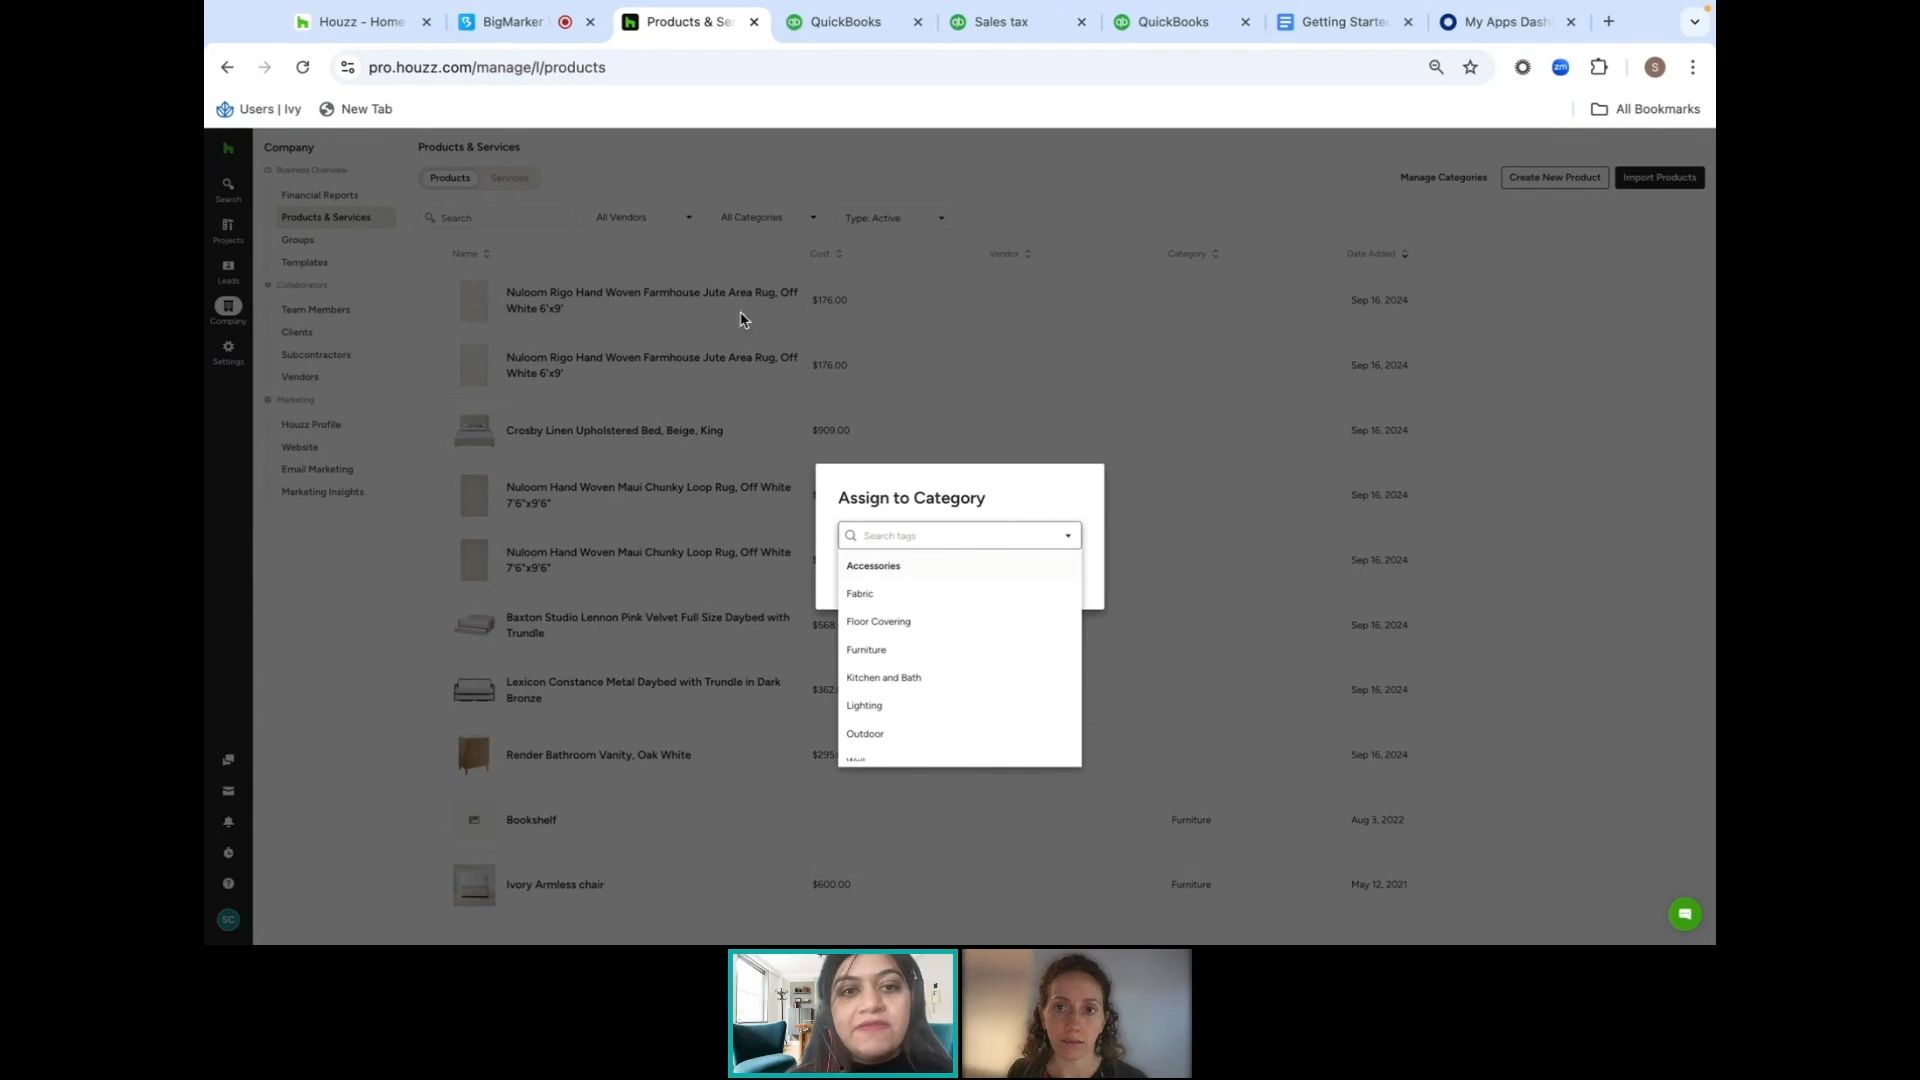 Houzz - Home
BigMarker
Products & Se
QuickBooks
Sales tax
QuickBooks
Getting Starte
My Apps Dash
pro.houzz.com/manage/l/products
zm
S
Users | Ivy
New Tab
All Bookmarks
Search
Projects
Leads
Company
Settings
SC
Company
Business Overview
Financial Reports
Products & Services
Groups
Templates
Collaborators
Team Members
Clients
Subcontractors
Vendors
Marketing
Houzz Profile
Website
Email Marketing
Marketing Insights
Products & Services
Products
Services
Manage Categories
Create New Product
Import Products
Search
All Vendors
All Categories
Type: Active
Name
Cost
Vendor
Category
Date Added
Nuloom Rigo Hand Woven Farmhouse Jute Area Rug, Off
White 6'x9'
$176.00
Sep 16, 2024
Nuloom Rigo Hand Woven Farmhouse Jute Area Rug, Off
White 6'x9'
$176.00
Sep 16, 2024
Crosby Linen Upholstered Bed, Beige, King
$909.00
Sep 16, 2024
Nuloom Hand Woven Maui Chunky Loop Rug, Off White
7'6"x9'6"
Sep 16, 2024
Nuloom Hand Woven Maui Chunky Loop Rug, Off White
7'6"x9'6"
Sep 16, 2024
Baxton Studio Lennon Pink Velvet Full Size Daybed with
Trundle
$568.
Sep 16, 2024
Lexicon Constance Metal Daybed with Trundle in Dark
Bronze
$362.
Sep 16, 2024
Render Bathroom Vanity, Oak White
$295.
Sep 16, 2024
Bookshelf
Furniture
Aug 3, 2022
Ivory Armless chair
$600.00
Furniture
May 12, 2021
Assign to Category
Search tags
Accessories
Fabric
Floor Covering
Furniture
Kitchen and Bath
Lighting
Outdoor